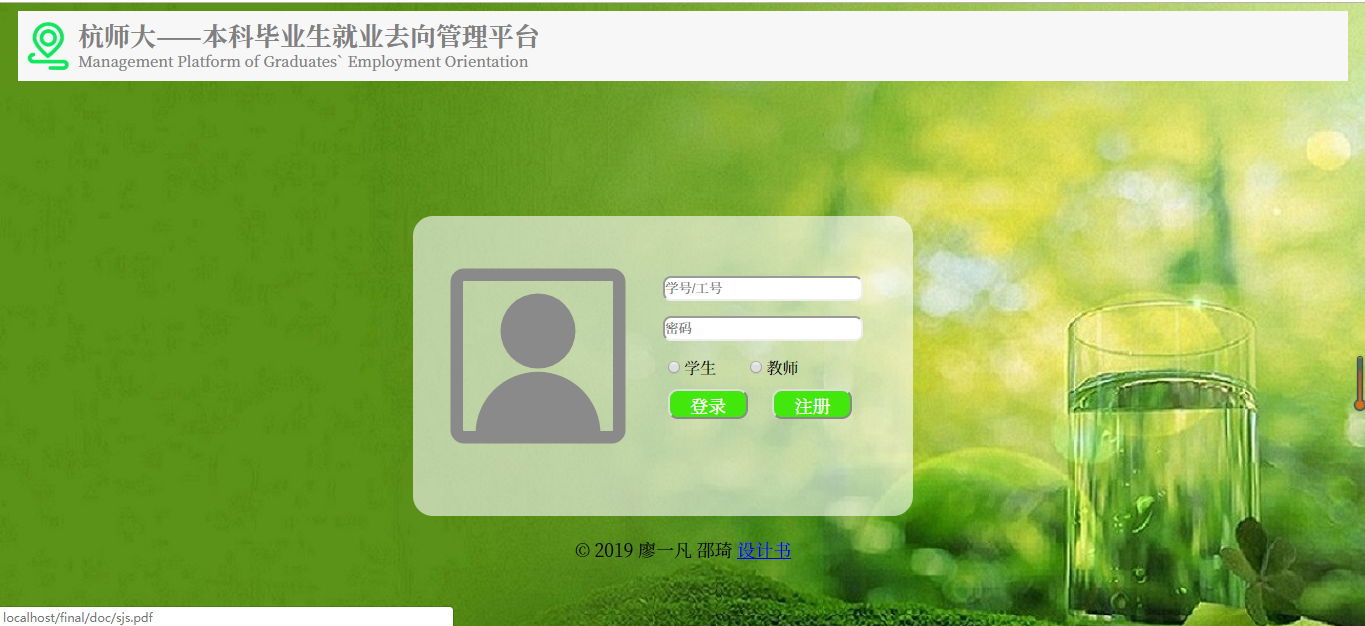 杭师大——本科毕业生就业去向管理平台
Management Platform of Graduates` Employment Orientation
学号/工号
密码
学生 教师
登录 注册
© 2019 廖一凡 邵琦 设计书
localhost/final/doc/sjs.pdf